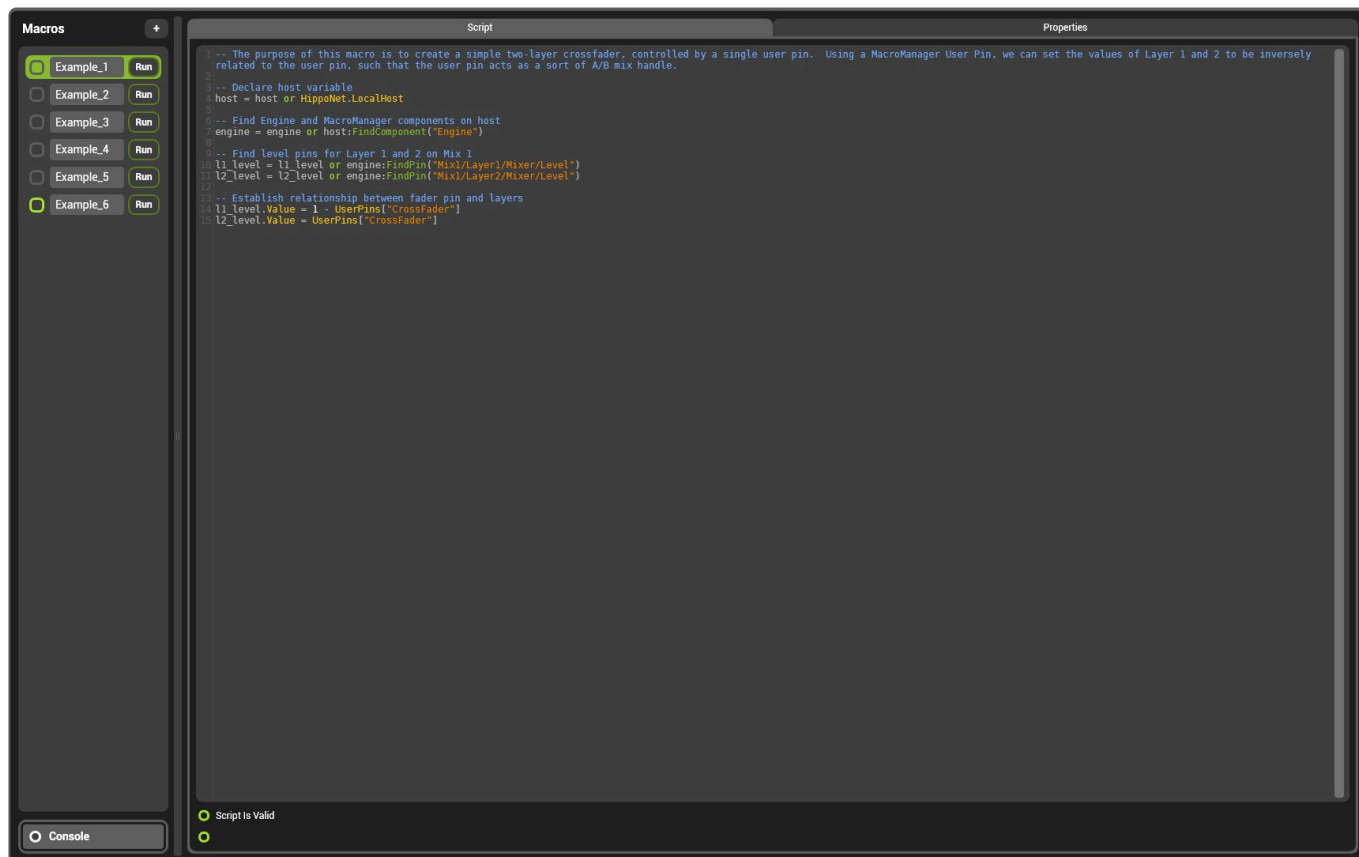 Macros
+
Script
Properties
Example_1
Run
Example_2
Run
Example_3
Run
Example_4
Run
Example_5
Run
Example_6
Run
1 -- The purpose of this macro is to create a simple two-layer crossfader, controlled by a single user pin.  Using a MacroManager User Pin, we can set the values of Layer 1 and 2 to be inversely
related to the user pin, such that the user pin acts as a sort of A/B mix handle.
2
3 -- Declare host variable
4 host = host or HippoNet.LocalHost
5
6 -- Find Engine and MacroManager components on host
7 engine = engine or host:FindComponent("Engine")
8
9 -- Find level pins for Layer 1 and 2 on Mix 1
10 l1_level = l1_level or engine:FindPin("Mix1/Layer1/Mixer/Level")
11 l2_level = l2_level or engine:FindPin("Mix1/Layer2/Mixer/Level")
12
13 -- Establish relationship between fader pin and layers
14 l1_level.Value = 1 - UserPins["CrossFader"]
15 l2_level.Value = UserPins["CrossFader"]
Script Is Valid
Console